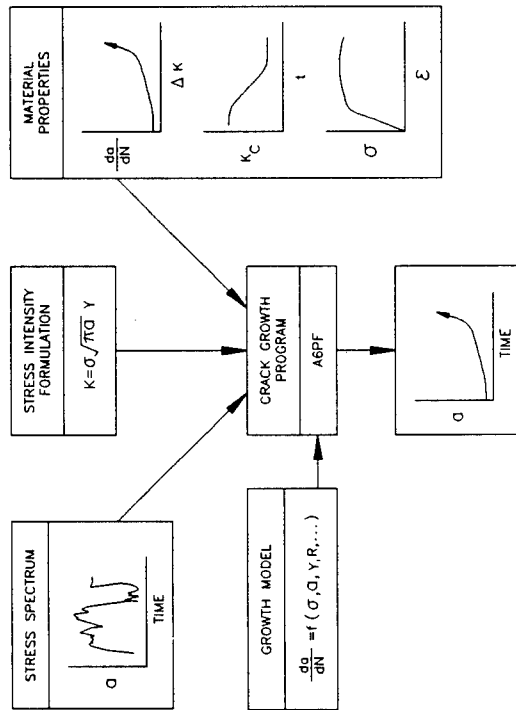 STRESS SPECTRUM
a
TIME
STRESS INTENSITY
FORMULATION
K=σ√πa Y
MATERIAL
PROPERTIES
da
dN
Δ K
K_C
t
σ
ε
GROWTH MODEL
da
dN =f ( σ,a,Y,R,...)
CRACK GROWTH
PROGRAM
A6PF
a
TIME